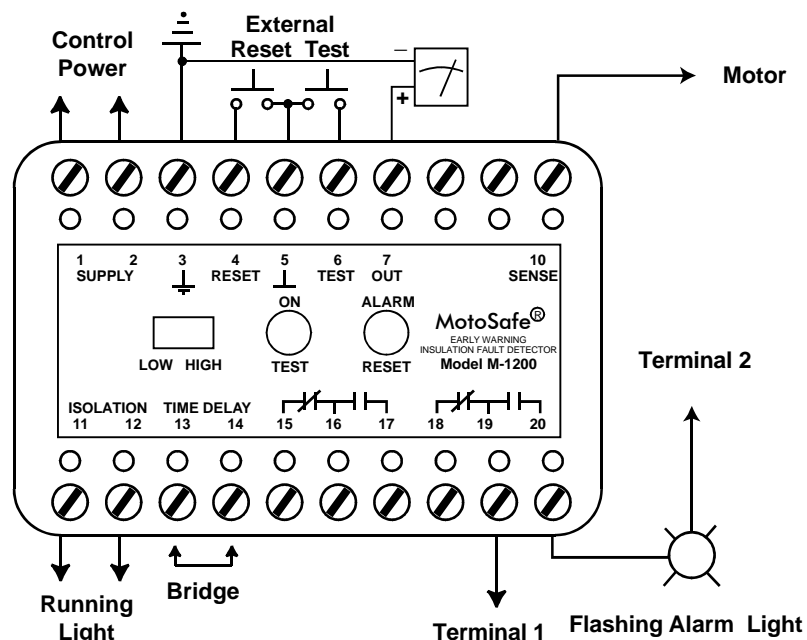 External
Reset Test
Control
Power
–
+
Motor
1 2 3 4 5 6 7 10
SUPPLY RESET TEST OUT SENSE
ON ALARM
MotoSafe®
EARLY WARNING
INSULATION FAULT DETECTOR
Model M-1200
LOW HIGH TEST RESET
ISOLATION TIME DELAY
11 12 13 14 15 16 17 18 19 20
Terminal 2
Bridge
Running
Light
Terminal 1
Flashing Alarm Light